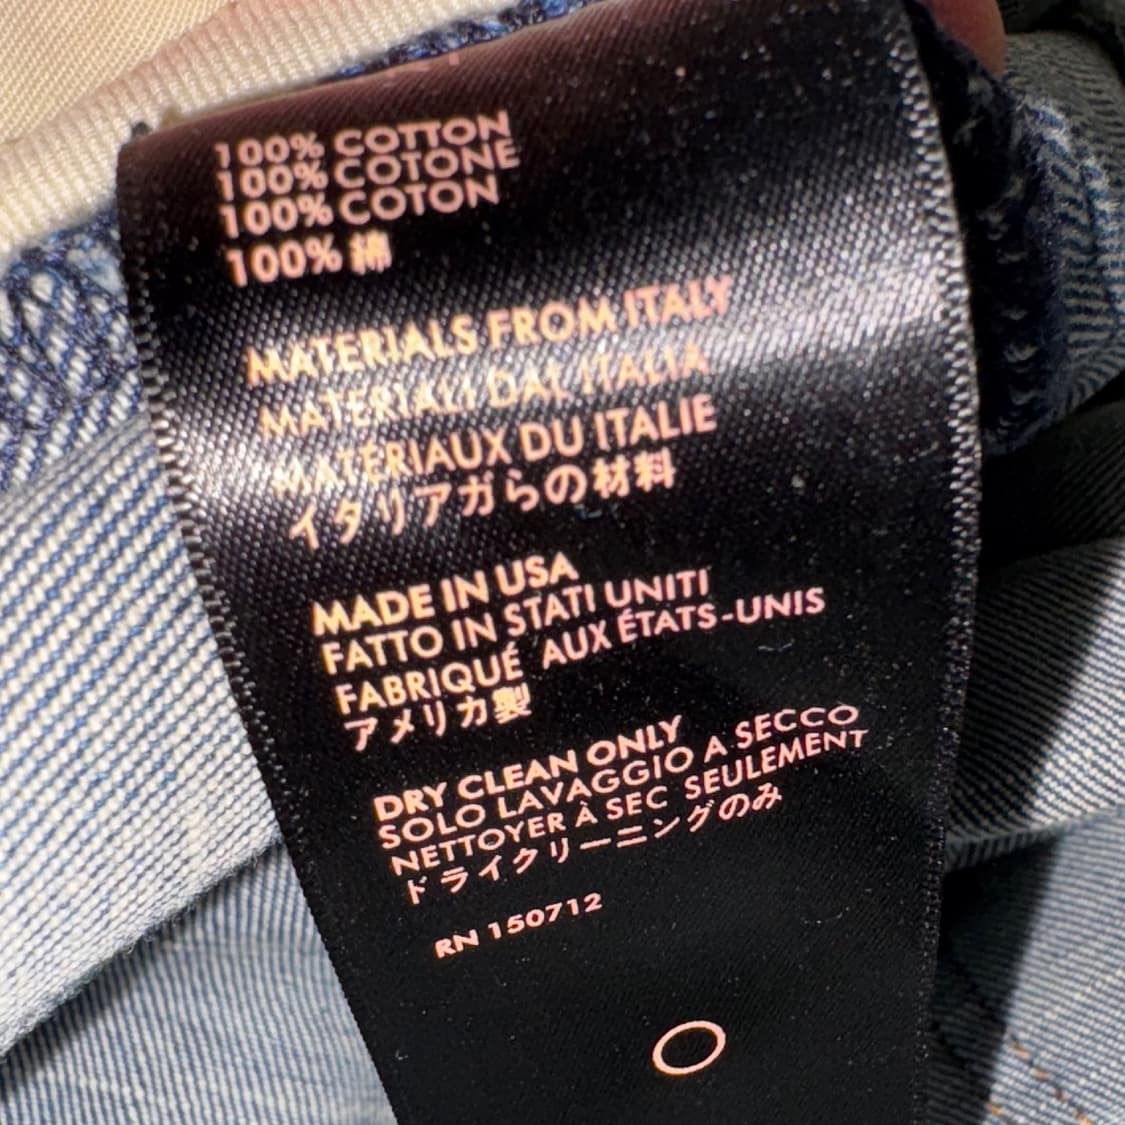 100% COTTON
100% COTONE
100% COTON
100% 綿
MATERIALS FROM ITALY
MATERIALI DAL ITALIA
MATÉRIAUX DU ITALIE
イタリアガらの材料
MADE IN USA
FATTO IN STATI UNITI
FABRIQUÉ AUX ÉTATS-UNIS
アメリカ製
DRY CLEAN ONLY
SOLO LAVAGGIO A SECCO
NETTOYER À SEC SEULEMENT
ドライクリーニングのみ
RN 150712